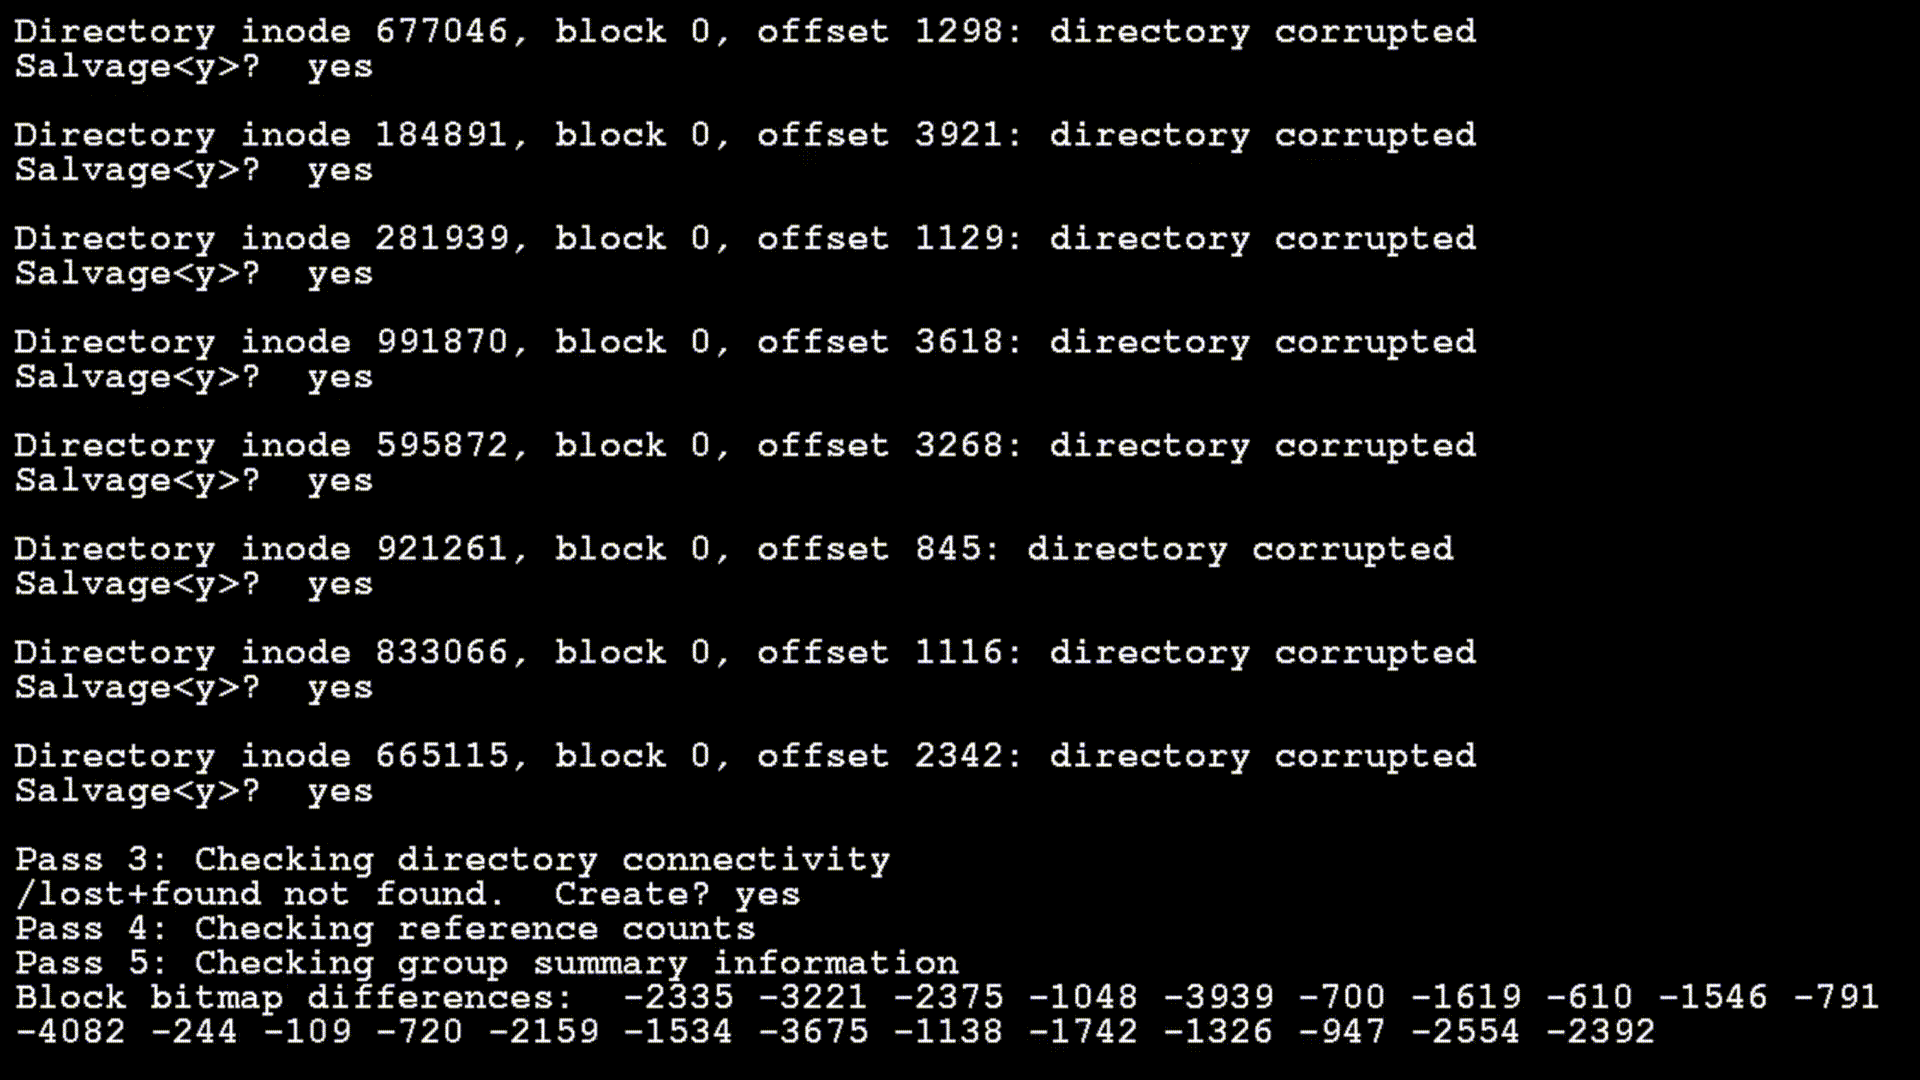 Directory inode 677046, block 0, offset 1298: directory corrupted
Salvage<y>?  yes
Directory inode 184891, block 0, offset 3921: directory corrupted
Salvage<y>?  yes
Directory inode 281939, block 0, offset 1129: directory corrupted
Salvage<y>?  yes
Directory inode 991870, block 0, offset 3618: directory corrupted
Salvage<y>?  yes
Directory inode 595872, block 0, offset 3268: directory corrupted
Salvage<y>?  yes
Directory inode 921261, block 0, offset 845: directory corrupted
Salvage<y>?  yes
Directory inode 833066, block 0, offset 1116: directory corrupted
Salvage<y>?  yes
Directory inode 665115, block 0, offset 2342: directory corrupted
Salvage<y>?  yes
Pass 3: Checking directory connectivity
/lost+found not found.  Create? yes
Pass 4: Checking reference counts
Pass 5: Checking group summary information
Block bitmap differences:  -2335 -3221 -2375 -1048 -3939 -700 -1619 -610 -1546 -791
-4082 -244 -109 -720 -2159 -1534 -3675 -1138 -1742 -1326 -947 -2554 -2392